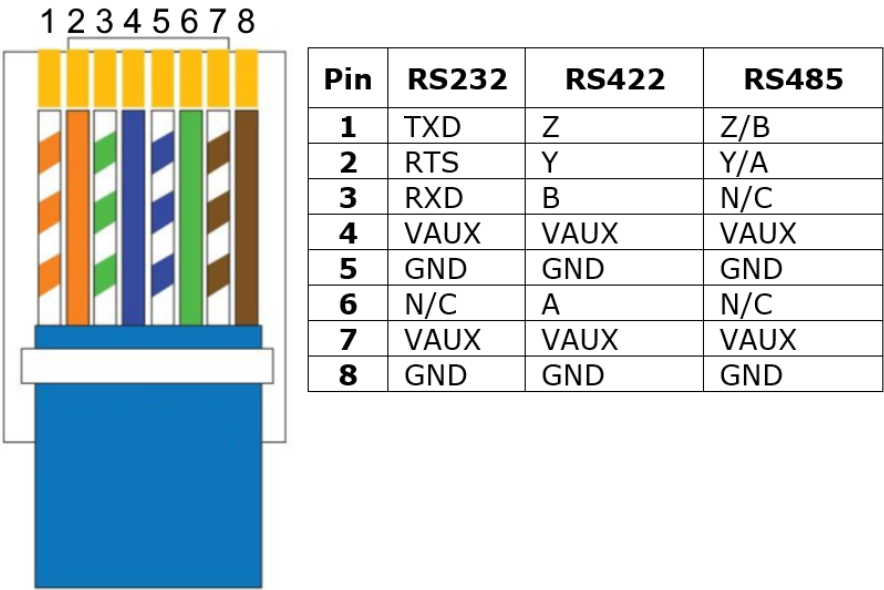 1 2 3 4 5 6 7 8
Pin RS232 RS422 RS485
1 TXD Z Z/B
2 RTS Y Y/A
3 RXD B N/C
4 VAUX VAUX VAUX
5 GND GND GND
6 N/C A N/C
7 VAUX VAUX VAUX
8 GND GND GND